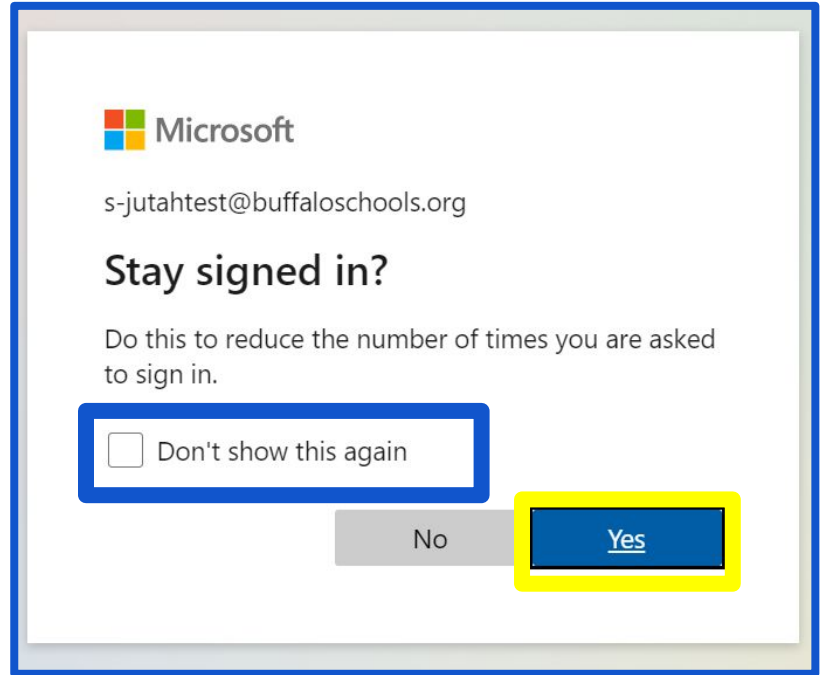 Microsoft
s-jutahtest@buffaloschools.org
Stay signed in?
Do this to reduce the number of times you are asked
to sign in.
Don't show this again
No Yes